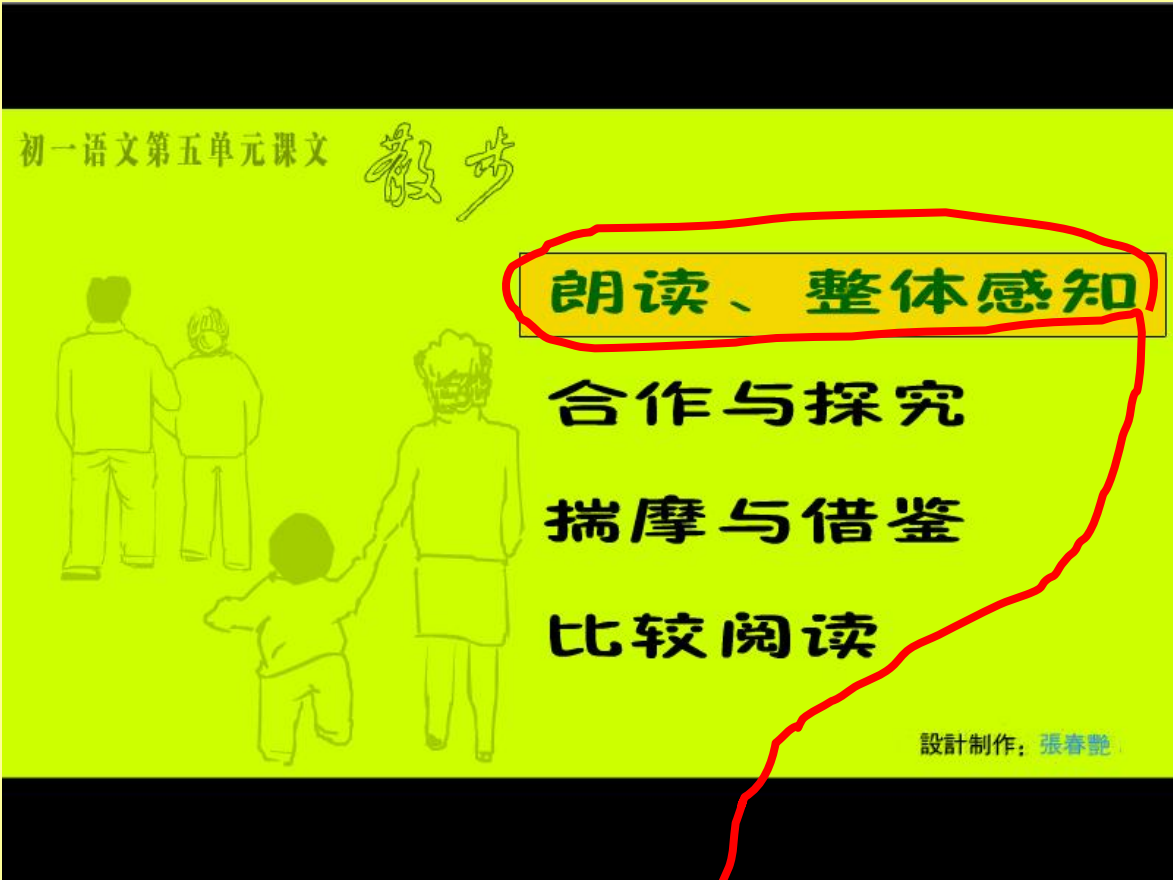 初一语文第五单元课文 散步
朗读、整体感知
合作与探究
揣摩与借鉴
比较阅读
設計制作：張春艷